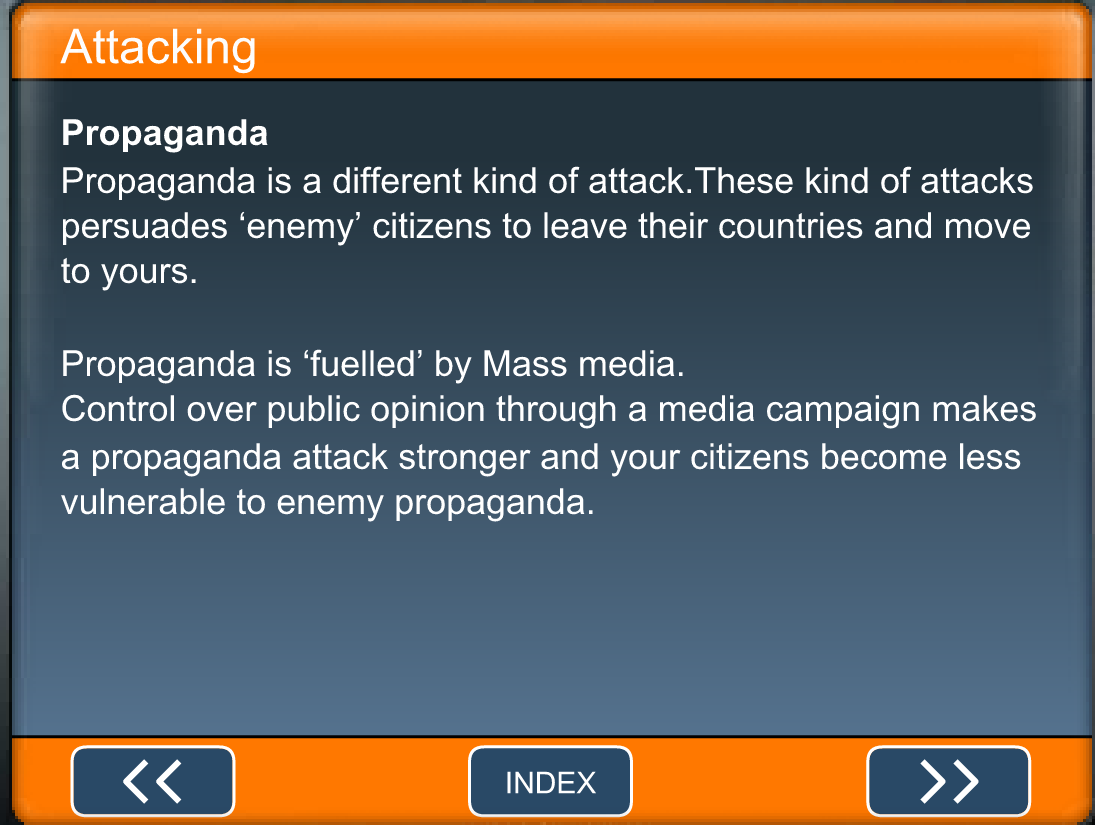 Attacking
Propaganda
Propaganda is a different kind of attack.These kind of attacks
persuades ‘enemy’ citizens to leave their countries and move
to yours.
Propaganda is ‘fuelled’ by Mass media.
Control over public opinion through a media campaign makes
a propaganda attack stronger and your citizens become less
vulnerable to enemy propaganda.
INDEX